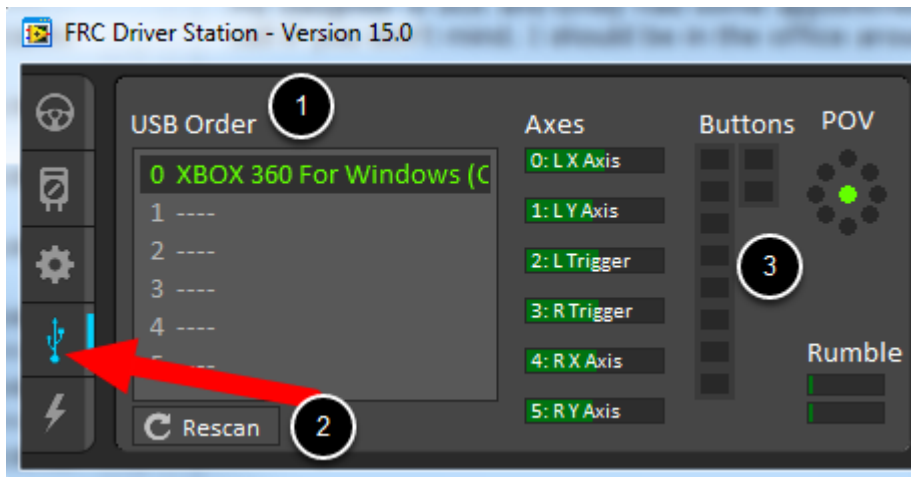 FRC Driver Station - Version 15.0
USB Order
1
Axes
Buttons
POV
0 XBOX 360 For Windows (C
1 ----
2 ----
3 ----
4 ----
0: L X Axis
1: L Y Axis
2: L Trigger
3: R Trigger
4: R X Axis
5: R Y Axis
3
Rumble
Rescan
2